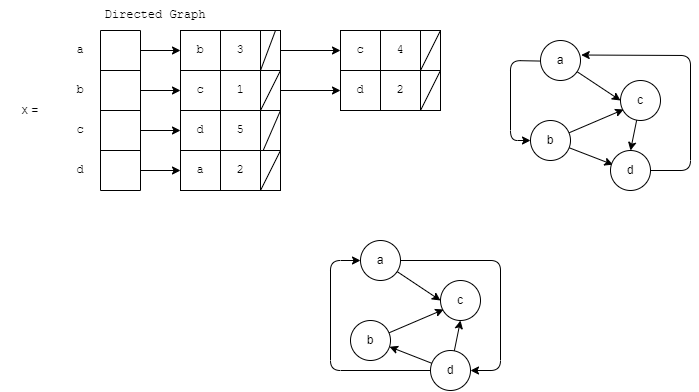 Directed Graph
a b 3 c 4
b c 1 d 2
x =
c d 5
d a 2
a
c
b
d
a
c
b
d